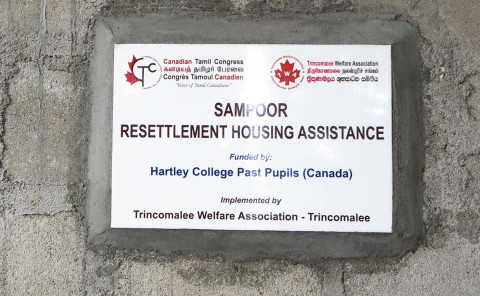 Canadian Tamil Congress
கனடியத் தமிழர் பேரவை
Congrès Tamoul Canadien
"Voice of Tamil Canadians"
Trincomalee Welfare Association
SAMPOOR
RESETTLEMENT HOUSING ASSISTANCE
Funded by:
Hartley College Past Pupils (Canada)
Implemented by
Trincomalee Welfare Association - Trincomalee